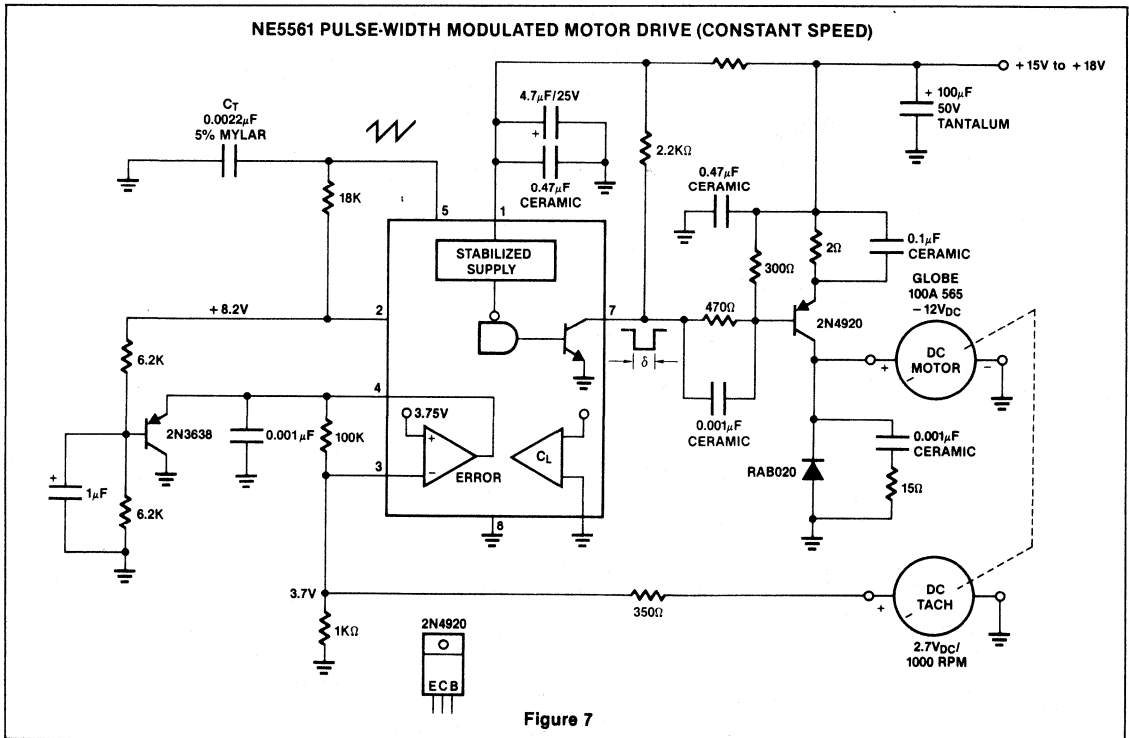 NE5561 PULSE-WIDTH MODULATED MOTOR DRIVE (CONSTANT SPEED)
+15V to +18V
+ 100µF
50V
TANTALUM
4.7µF/25V
+
0.47µF
CERAMIC
CT
0.0022µF
5% MYLAR
18K
2.2KΩ
0.47µF
CERAMIC
300Ω
2Ω
0.1µF
CERAMIC
5
1
STABILIZED
SUPPLY
+8.2V
2
7
470Ω
δ
0.001µF
CERAMIC
2N4920
GLOBE
100A 565
–12VDC
+
DC
MOTOR
–
6.2K
4
2N3638
0.001µF
100K
3.75V
+
–
ERROR
CL
3
+
1µF
6.2K
8
RAB020
0.001µF
CERAMIC
15Ω
3.7V
350Ω
+
DC
TACH
2.7VDC/
1000 RPM
1KΩ
2N4920
E C B
Figure 7